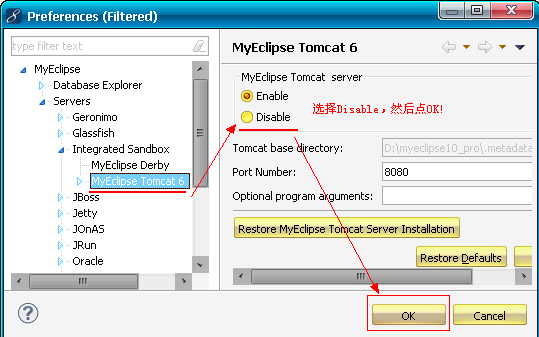 Preferences (Filtered)
type filter text
MyEclipse
Database Explorer
Servers
Geronimo
Glassfish
Integrated Sandbox
MyEclipse Derby
MyEclipse Tomcat 6
JBoss
Jetty
JOnAS
JRun
Oracle
MyEclipse Tomcat 6
MyEclipse Tomcat server
Enable
Disable
选择Disable，然后点OK!
Tomcat base directory:
D:\myeclipse10_pro\.metadata
Port Number:
8080
Optional program arguments:
Restore MyEclipse Tomcat Server Installation
Restore Defaults
OK
Cancel